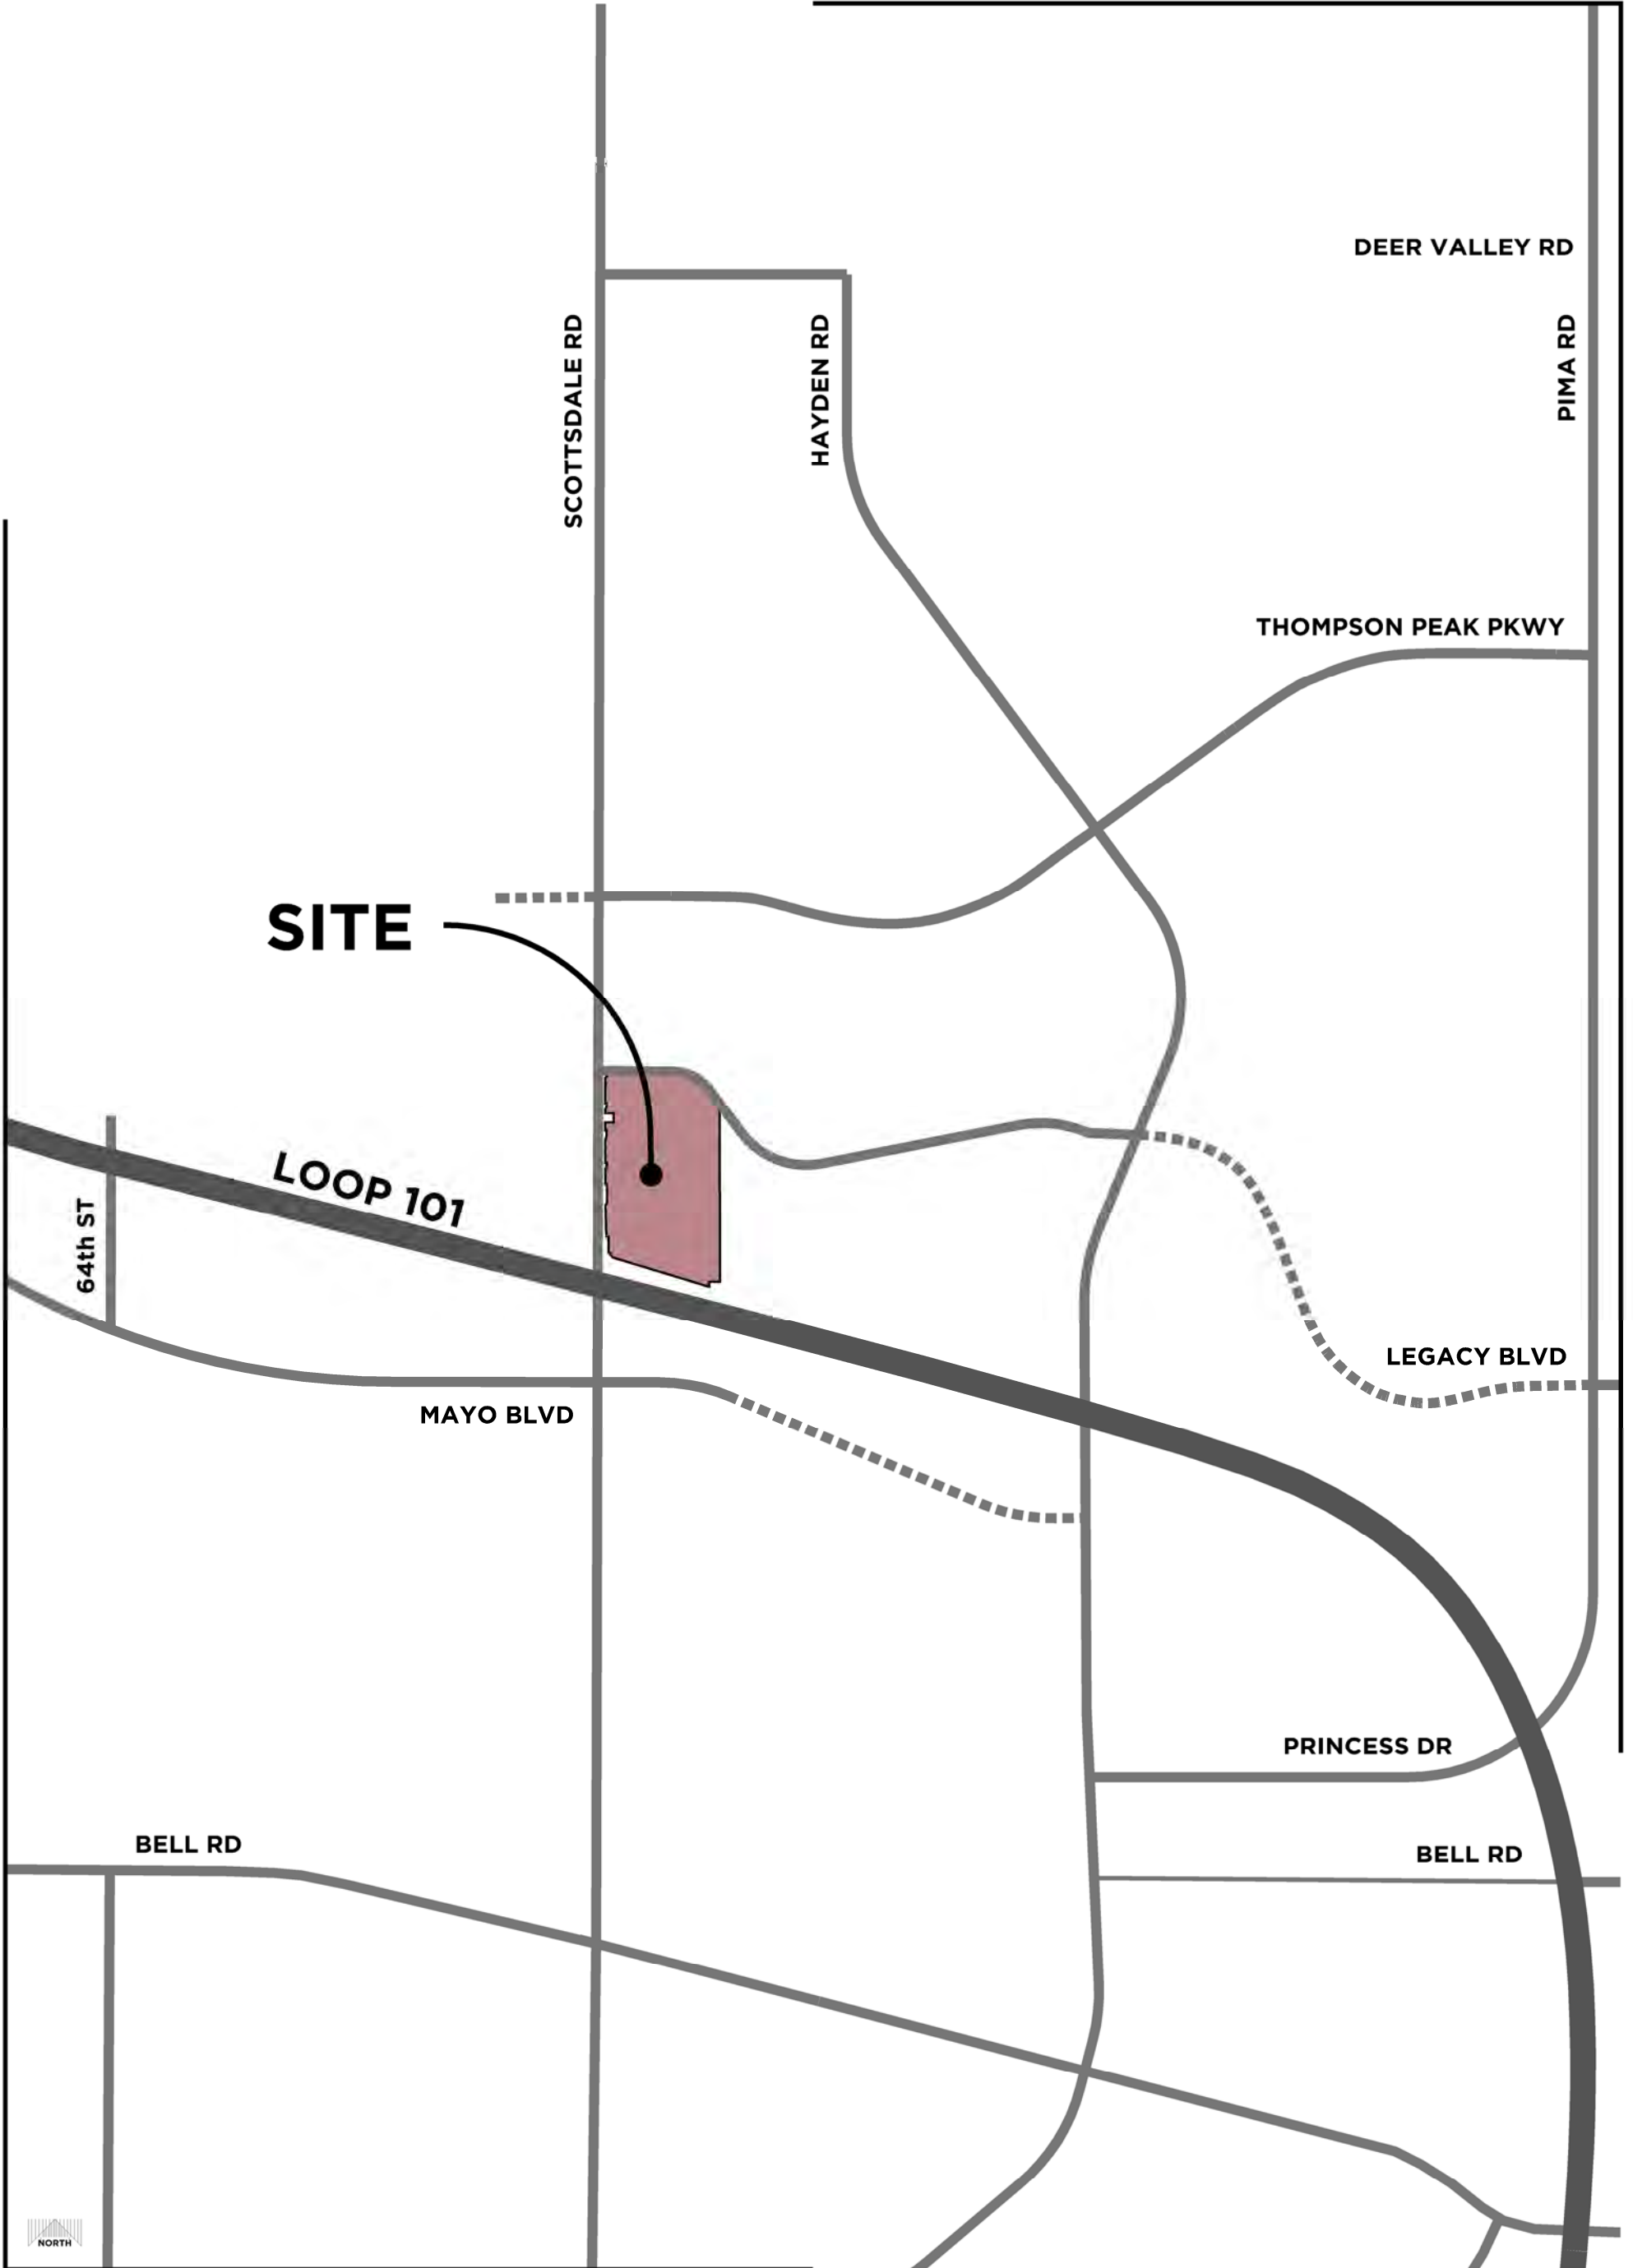 DEER VALLEY RD
SCOTTSDALE RD
HAYDEN RD
PIMA RD
THOMPSON PEAK PKWY
SITE
LOOP 101
64th ST
LEGACY BLVD
MAYO BLVD
PRINCESS DR
BELL RD
BELL RD
NORTH